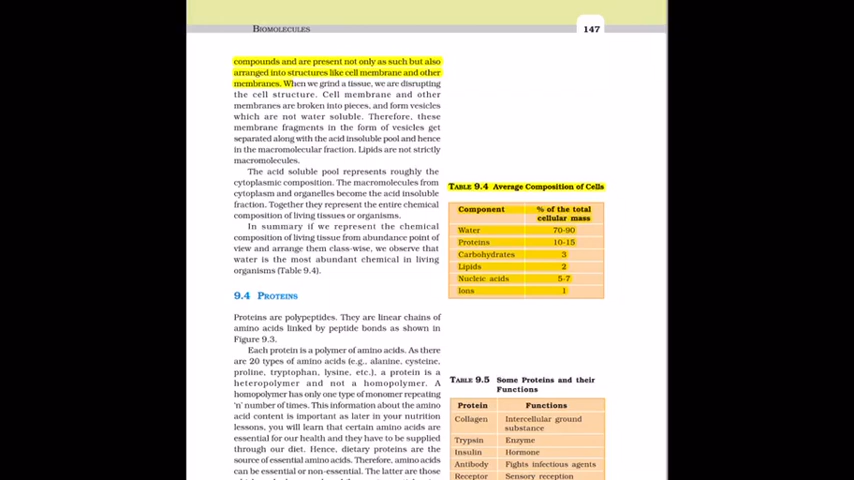 BIOMOLECULES
147
compounds and are present not only as such but also
arranged into structures like cell membrane and other
membranes. When we grind a tissue, we are disrupting
the cell structure. Cell membrane and other
membranes are broken into pieces, and form vesicles
which are not water soluble. Therefore, these
membrane fragments in the form of vesicles get
separated along with the acid insoluble pool and hence
in the macromolecular fraction. Lipids are not strictly
macromolecules.
The acid soluble pool represents roughly the
cytoplasmic composition. The macromolecules from
cytoplasm and organelles become the acid insoluble
fraction. Together they represent the entire chemical
composition of living tissues or organisms.
In summary if we represent the chemical
composition of living tissue from abundance point of
view and arrange them class-wise, we observe that
water is the most abundant chemical in living
organisms (Table 9.4).
9.4 PROTEINS
Proteins are polypeptides. They are linear chains of
amino acids linked by peptide bonds as shown in
Figure 9.3.
Each protein is a polymer of amino acids. As there
are 20 types of amino acids (e.g., alanine, cysteine,
proline, tryptophan, lysine, etc.), a protein is a
heteropolymer and not a homopolymer. A
homopolymer has only one type of monomer repeating
'n' number of times. This information about the amino
acid content is important as later in your nutrition
lessons, you will learn that certain amino acids are
essential for our health and they have to be supplied
through our diet. Hence, dietary proteins are the
source of essential amino acids. Therefore, amino acids
can be essential or non-essential. The latter are those
TABLE 9.4 Average Composition of Cells
Component % of the total
cellular mass
Water 70-90
Proteins 10-15
Carbohydrates 3
Lipids 2
Nucleic acids 5-7
Ions 1
TABLE 9.5 Some Proteins and their
Functions
Protein Functions
Collagen Intercellular ground
substance
Trypsin Enzyme
Insulin Hormone
Antibody Fights infectious agents
Receptor Sensory reception